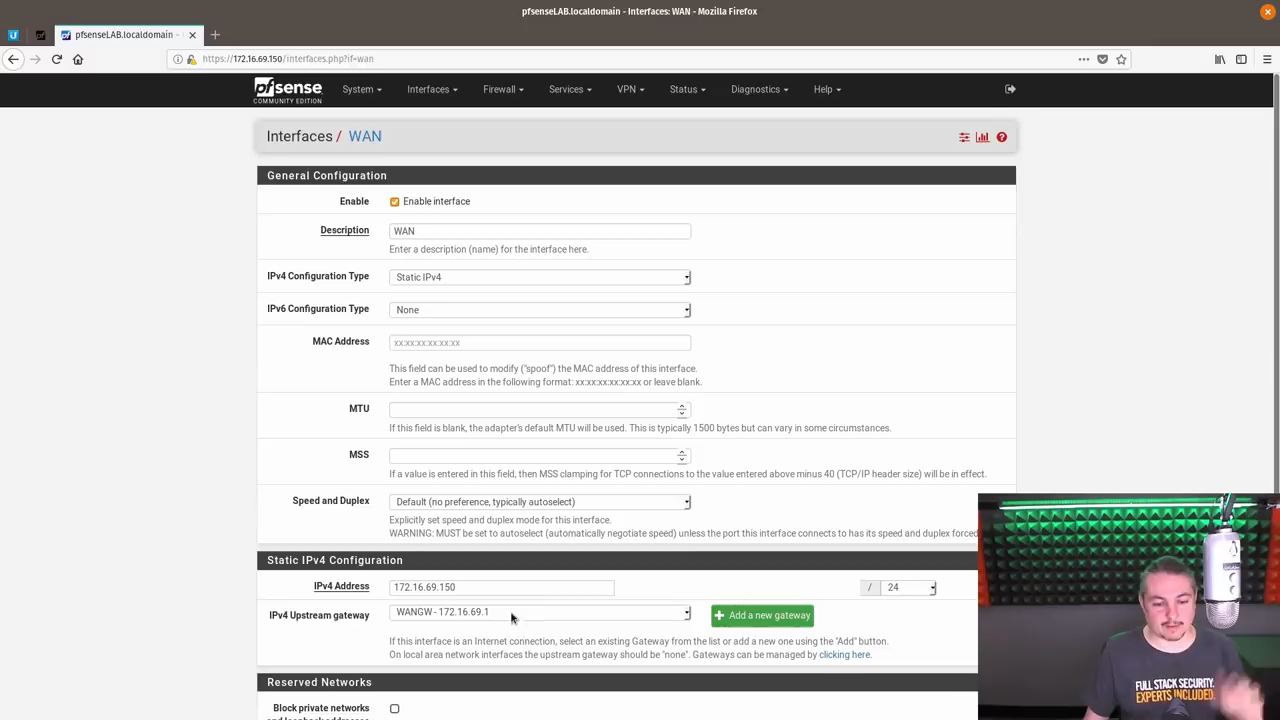 pfsenseLAB.localdomain - Interfaces: WAN - Mozilla Firefox
pfsenseLAB.localdomain -
https://172.16.69.150/interfaces.php?if=wan
pfsense
COMMUNITY EDITION
System
Interfaces
Firewall
Services
VPN
Status
Diagnostics
Help
Interfaces / WAN
General Configuration
Enable
Enable interface
Description
WAN
Enter a description (name) for the interface here.
IPv4 Configuration Type
Static IPv4
IPv6 Configuration Type
None
MAC Address
xx:xx:xx:xx:xx:xx
This field can be used to modify ("spoof") the MAC address of this interface.
Enter a MAC address in the following format: xx:xx:xx:xx:xx:xx or leave blank.
MTU
If this field is blank, the adapter's default MTU will be used. This is typically 1500 bytes but can vary in some circumstances.
MSS
If a value is entered in this field, then MSS clamping for TCP connections to the value entered above minus 40 (TCP/IP header size) will be in effect.
Speed and Duplex
Default (no preference, typically autoselect)
Explicitly set speed and duplex mode for this interface.
WARNING: MUST be set to autoselect (automatically negotiate speed) unless the port this interface connects to has its speed and duplex forced
Static IPv4 Configuration
IPv4 Address
172.16.69.150
/
24
IPv4 Upstream gateway
WANGW - 172.16.69.1
Add a new gateway
If this interface is an Internet connection, select an existing Gateway from the list or add a new one using the "Add" button.
On local area network interfaces the upstream gateway should be "none". Gateways can be managed by clicking here.
Reserved Networks
Block private networks
FULL STACK SECURITY.
EXPERTS INCLUDED.